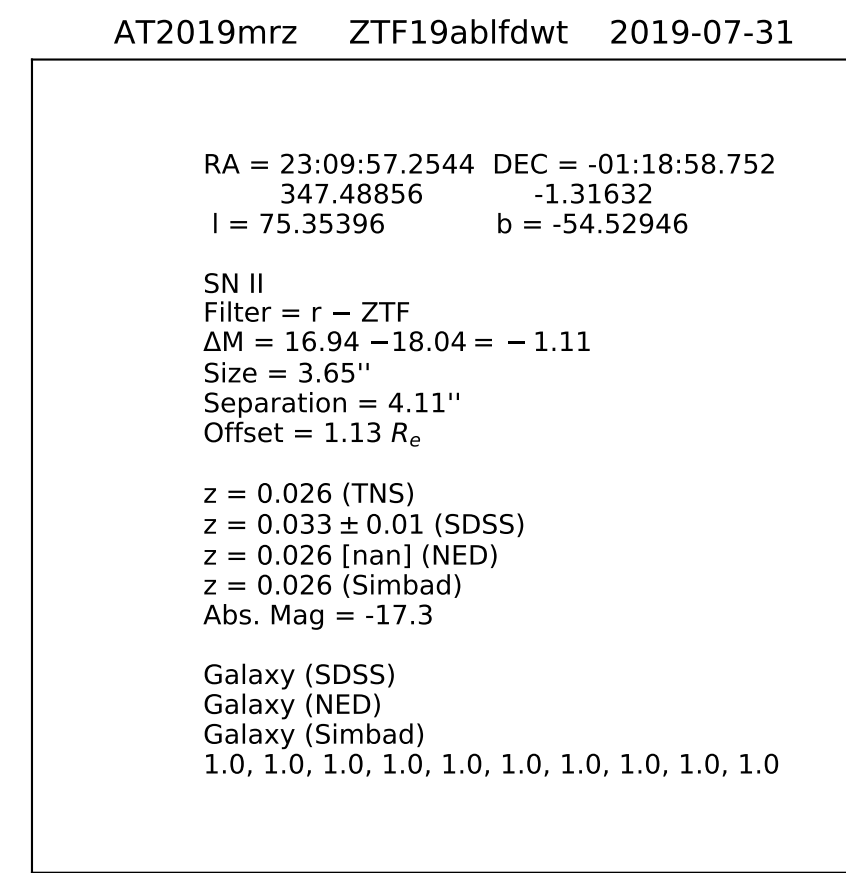 AT2019mrz ZTF19ablfdwt 2019-07-31
RA = 23:09:57.2544 DEC = -01:18:58.752
347.48856 -1.31632
l = 75.35396 b = -54.52946
SN II
Filter = r − ZTF
ΔM = 16.94 −18.04 = − 1.11
Size = 3.65''
Separation = 4.11''
Offset = 1.13 Re
z = 0.026 (TNS)
z = 0.033 ± 0.01 (SDSS)
z = 0.026 [nan] (NED)
z = 0.026 (Simbad)
Abs. Mag = -17.3
Galaxy (SDSS)
Galaxy (NED)
Galaxy (Simbad)
1.0, 1.0, 1.0, 1.0, 1.0, 1.0, 1.0, 1.0, 1.0, 1.0